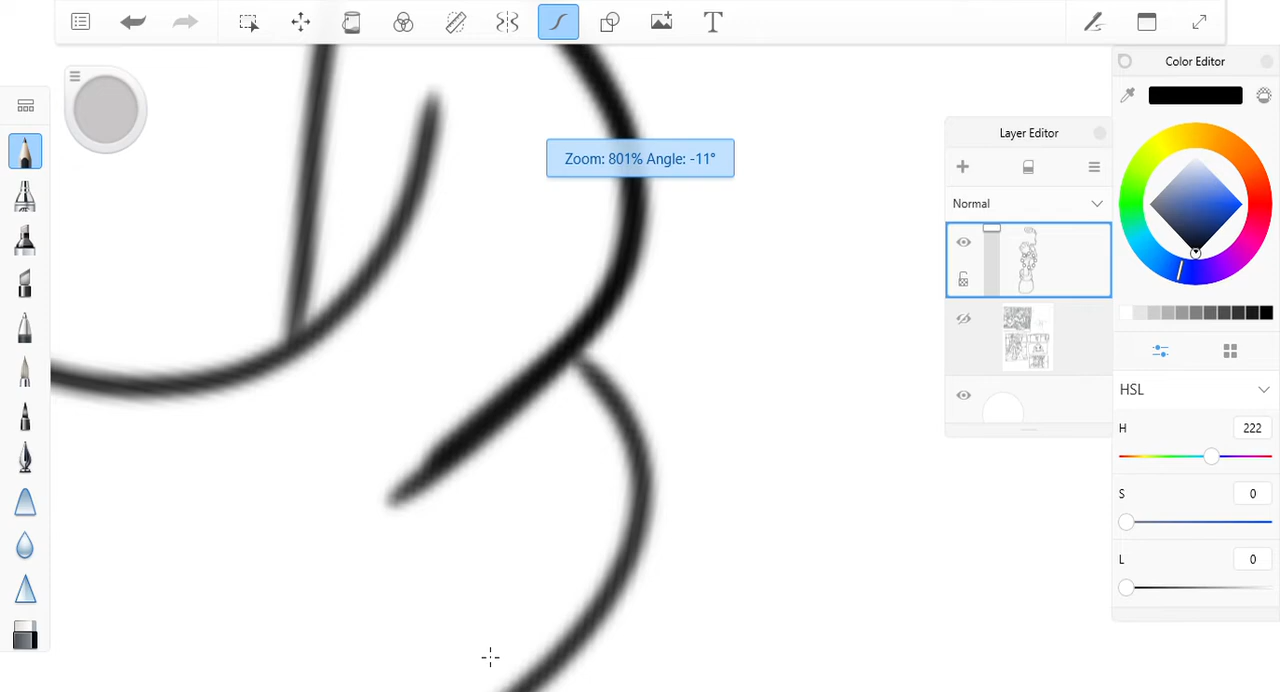 Color Editor
Zoom: 801% Angle: -11°
Layer Editor
Normal
HSL
H 222
S 0
L 0